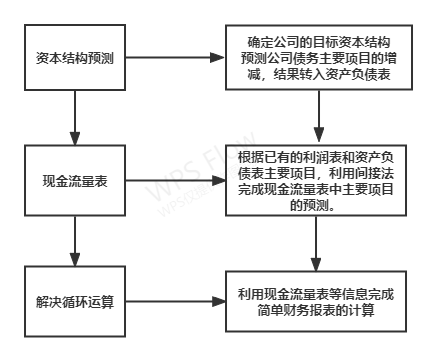 资本结构预测
确定公司的目标资本结构
预测公司债务主要项目的增
减，结果转入资产负债表
现金流量表
根据已有的利润表和资产负
债表主要项目，利用间接法
完成现金流量表中主要项目
的预测。
解决循环运算
利用现金流量表等信息完成
简单财务报表的计算
WPS Flow